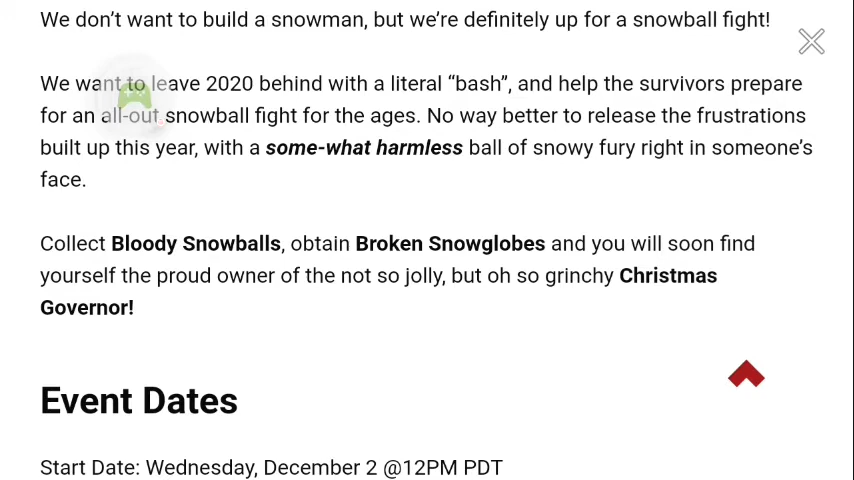 We don’t want to build a snowman, but we’re definitely up for a snowball fight!
We want to leave 2020 behind with a literal “bash”, and help the survivors prepare
for an all-out snowball fight for the ages. No way better to release the frustrations
built up this year, with a some-what harmless ball of snowy fury right in someone’s
face.
Collect Bloody Snowballs, obtain Broken Snowglobes and you will soon find
yourself the proud owner of the not so jolly, but oh so grinchy Christmas
Governor!
Event Dates
Start Date: Wednesday, December 2 @12PM PDT